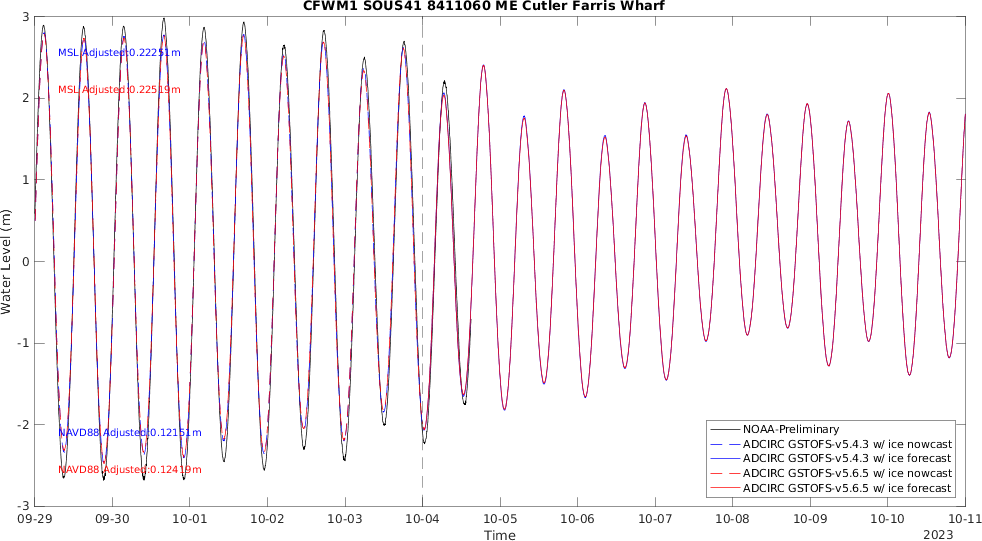 CFWM1 SOUS41 8411060 ME Cutler Farris Wharf
3
2
1
0
-1
-2
-3
Water Level (m)
MSL Adjusted:0.22251m
MSL Adjusted:0.22519m
NAVD88 Adjusted:0.12151m
NAVD88 Adjusted:0.12419m
NOAA-Preliminary
ADCIRC GSTOFS-v5.4.3 w/ ice nowcast
ADCIRC GSTOFS-v5.4.3 w/ ice forecast
ADCIRC GSTOFS-v5.6.5 w/ ice nowcast
ADCIRC GSTOFS-v5.6.5 w/ ice forecast
09-29 09-30 10-01 10-02 10-03 10-04 10-05 10-06 10-07 10-08 10-09 10-10 10-11
Time 2023